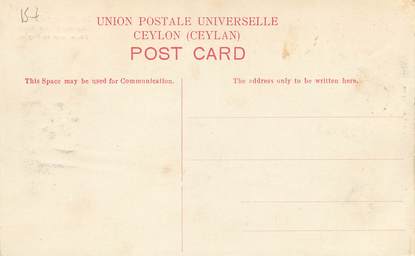 UNION POSTALE UNIVERSELLE
CEYLON (CEYLAN)
POST CARD
This Space may be used for Communication.
The address only to be written here.